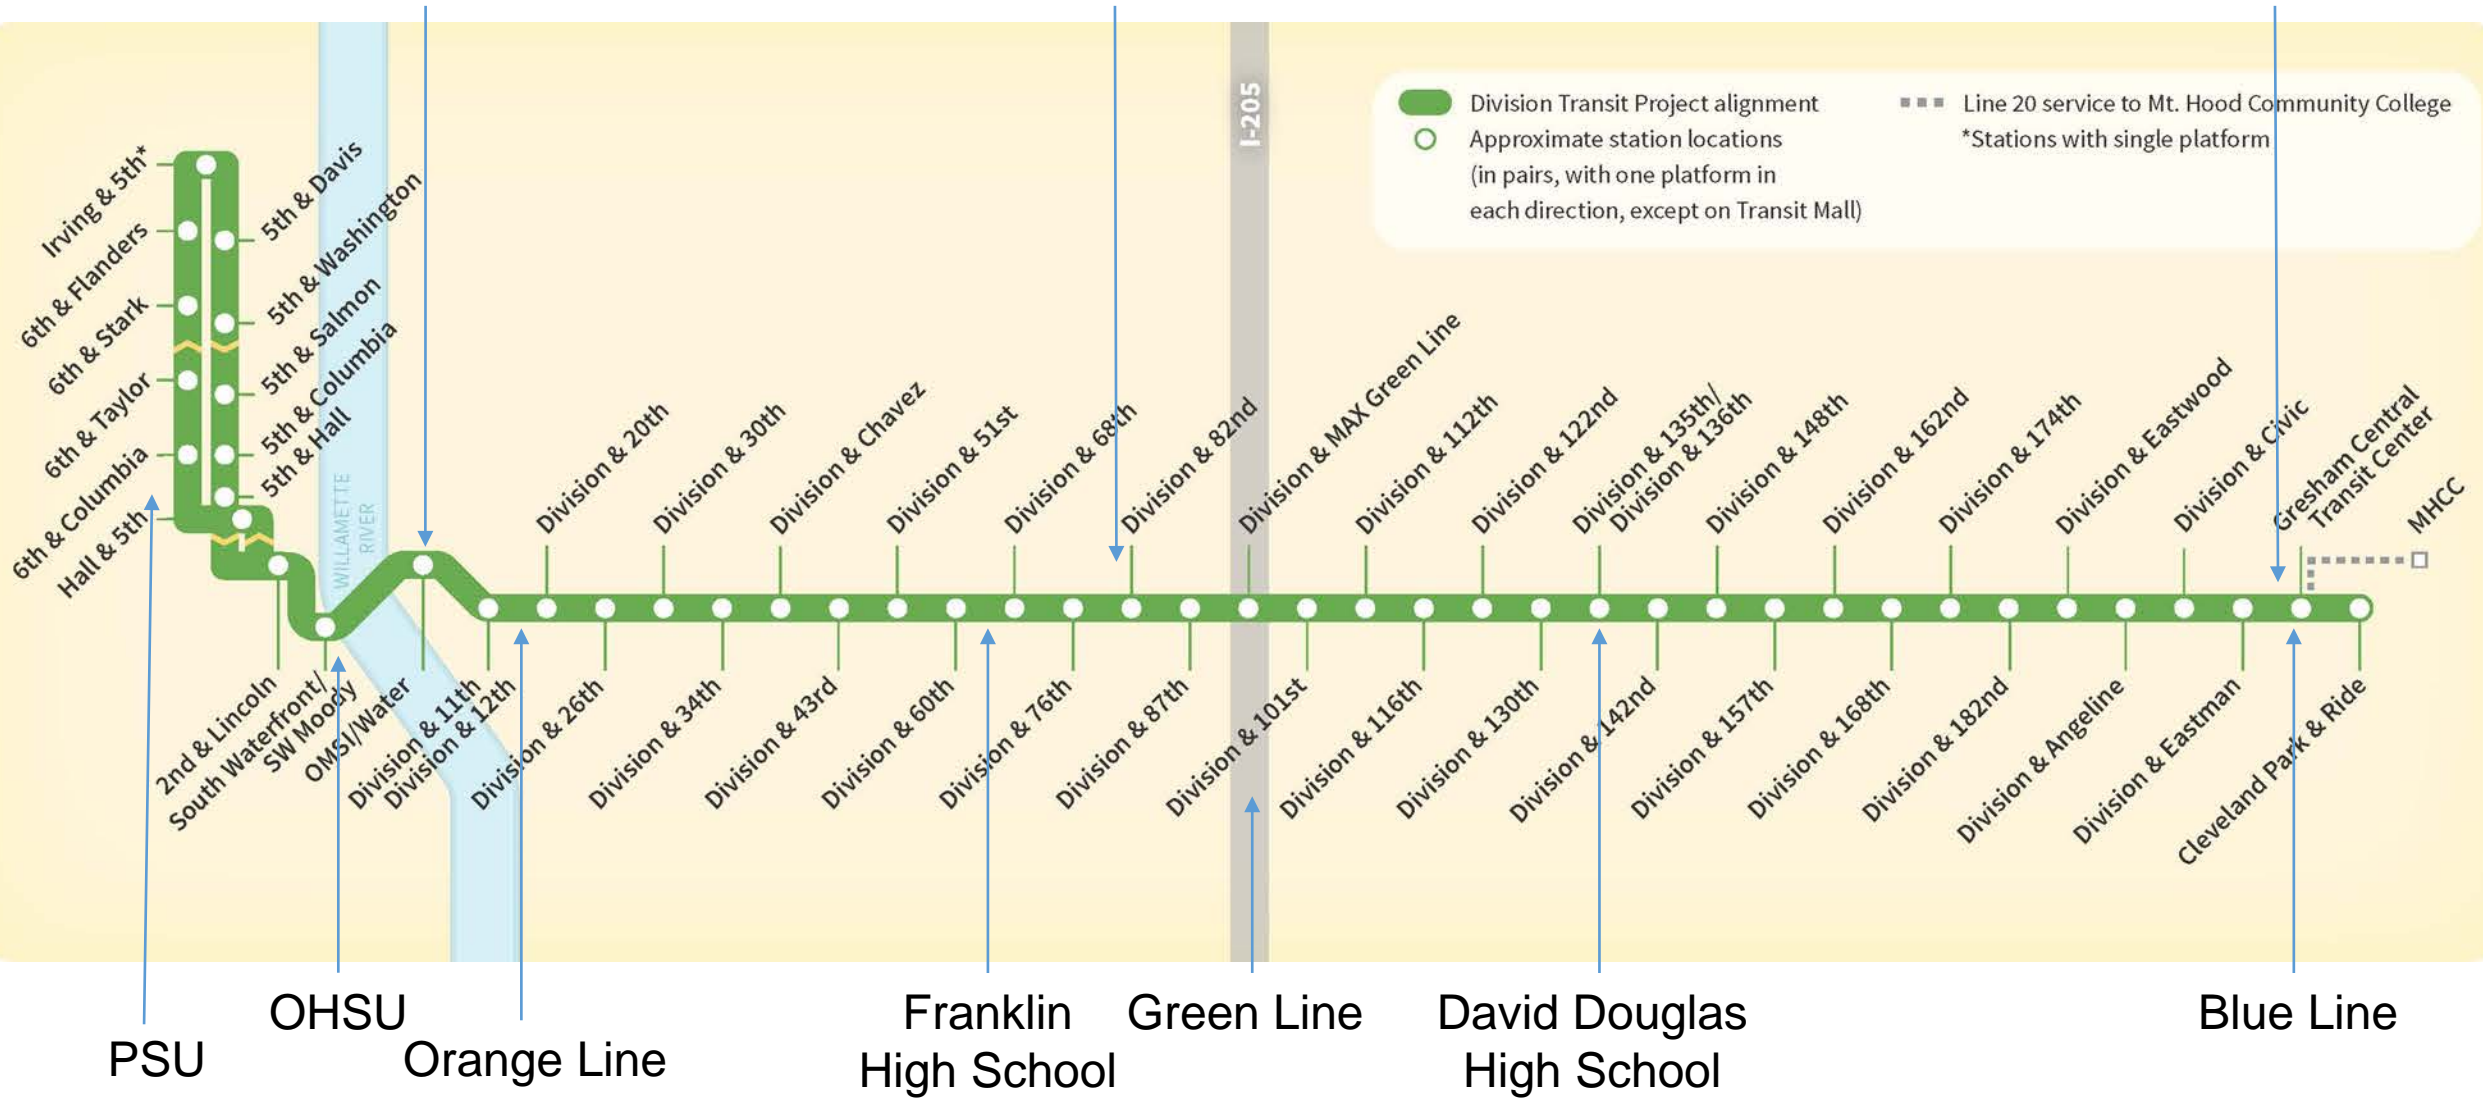 I-205
Division Transit Project alignment
Approximate station locations
(in pairs, with one platform in
each direction, except on Transit Mall)
Line 20 service to Mt. Hood Community College
*Stations with single platform
Irving & 5th*
6th & Flanders
6th & Stark
6th & Taylor
6th & Columbia
Hall & 5th
5th & Davis
5th & Washington
5th & Salmon
5th & Columbia
5th & Hall
WILLAMETTE
RIVER
Division & 20th
Division & 30th
Division & Chavez
Division & 51st
Division & 68th
Division & 82nd
Division & MAX Green Line
Division & 112th
Division & 122nd
Division & 135th/
Division & 136th
Division & 148th
Division & 162nd
Division & 174th
Division & Eastwood
Division & Civic
Gresham Central
Transit Center
MHCC
2nd & Lincoln
South Waterfront/
SW Moody
OMSI/Water
Division & 11th
Division & 12th
Division & 26th
Division & 34th
Division & 43rd
Division & 60th
Division & 76th
Division & 87th
Division & 101st
Division & 116th
Division & 130th
Division & 142nd
Division & 157th
Division & 168th
Division & 182nd
Division & Angeline
Division & Eastman
Cleveland Park & Ride
PSU
OHSU
Orange Line
Franklin
High School
Green Line
David Douglas
High School
Blue Line